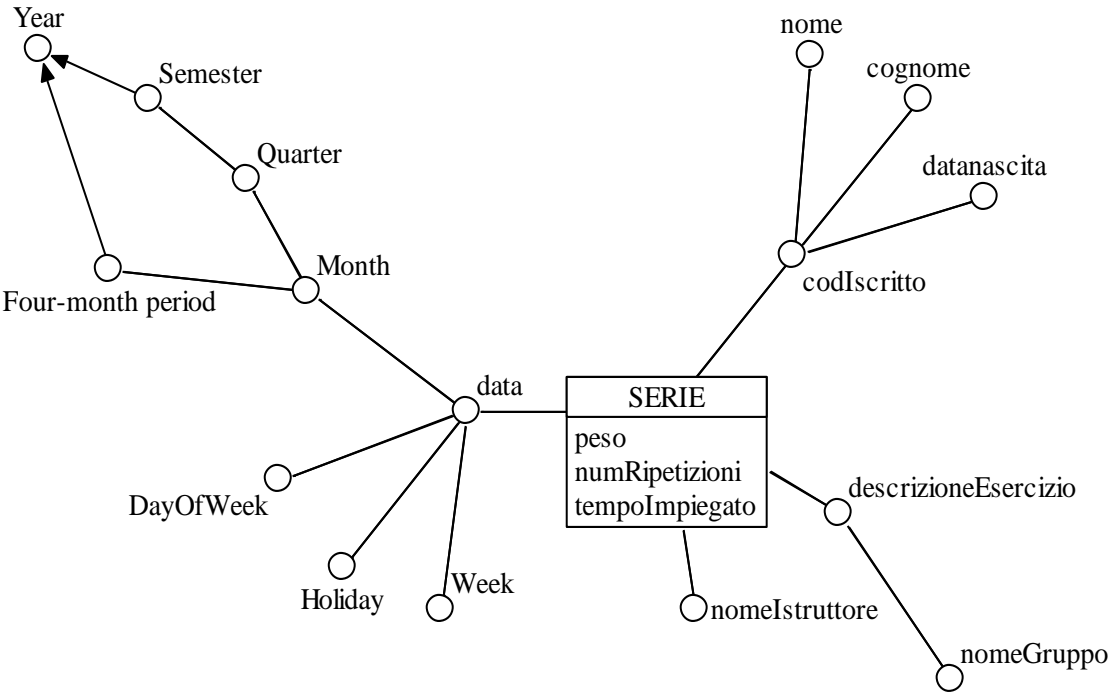 Year
nome
Semester
cognome
Quarter
datanascita
Month
codIscritto
Four-month period
data
SERIE
peso
numRipetizioni
tempoImpiegato
descrizioneEsercizio
DayOfWeek
Holiday
Week
nomeIstruttore
nomeGruppo